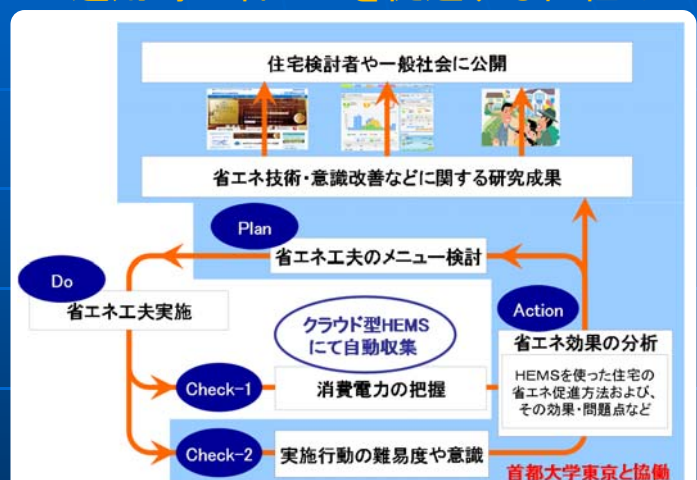 住宅検討者や一般社会に公開
省エネ技術・意識改善などに関する研究成果
Plan
省エネ工夫のメニュー検討
Do
省エネ工夫実施
クラウド型HEMS
にて自動収集
Action
省エネ効果の分析
HEMSを使った住宅の
省エネ促進方法および、
その効果・問題点など
Check-1
消費電力の把握
Check-2
実施行動の難易度や意識
首都大学東京と協働